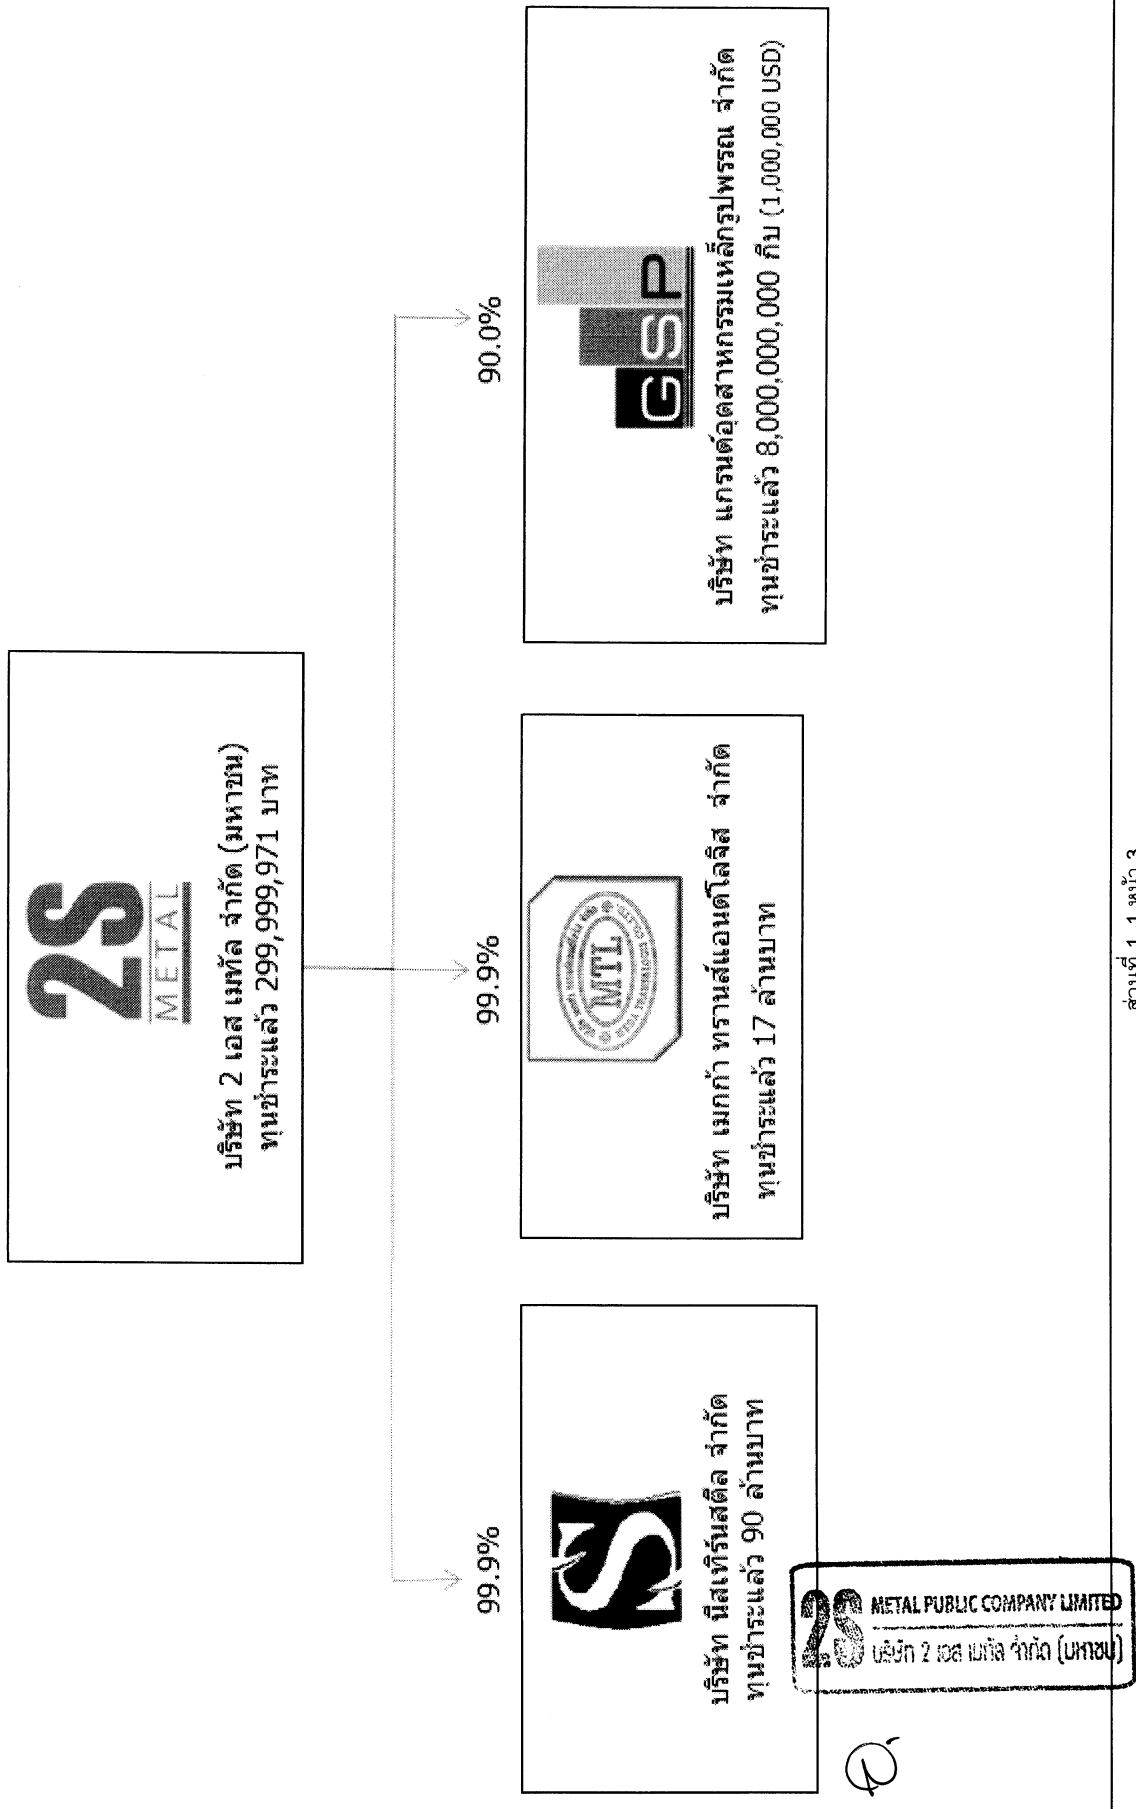 2S
METAL
บริษัท 2 เอส เมทัล จำกัด (มหาชน)
ทุนชำระแล้ว 299,999,971 บาท
99.9%
99.9%
90.0%
S
บริษัท นีสเทิร์นสตีล จำกัด
ทุนชำระแล้ว 90 ล้านบาท
MTL
บริษัท เมกก้า ทรานส์แอนด์โลจิส จำกัด
ทุนชำระแล้ว 17 ล้านบาท
GSP
บริษัท แกรนด์อุตสาหกรรมเหล็กรูปพรรณ จำกัด
ทุนชำระแล้ว 8,000,000,000 กีบ (1,000,000 USD)
2S METAL PUBLIC COMPANY LIMITED
บริษัท 2 เอส เมทัล จำกัด (มหาชน)
ส่วนที่ 1_1 หน้า 3